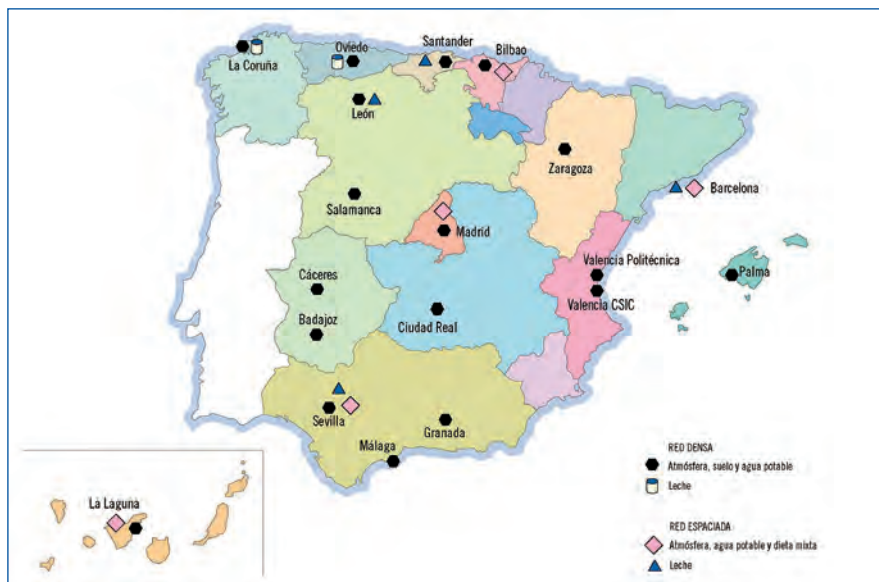 Santander
Bilbao
Oviedo
La Coruña
León
Zaragoza
Barcelona
Salamanca
Madrid
Valencia Politécnica
Palma
Cáceres
Valencia CSIC
Badajoz
Ciudad Real
Sevilla
Granada
Málaga
La Laguna
RED DENSA
Atmósfera, suelo y agua potable
Leche
RED ESPACIADA
Atmósfera, agua potable y dieta mixta
Leche